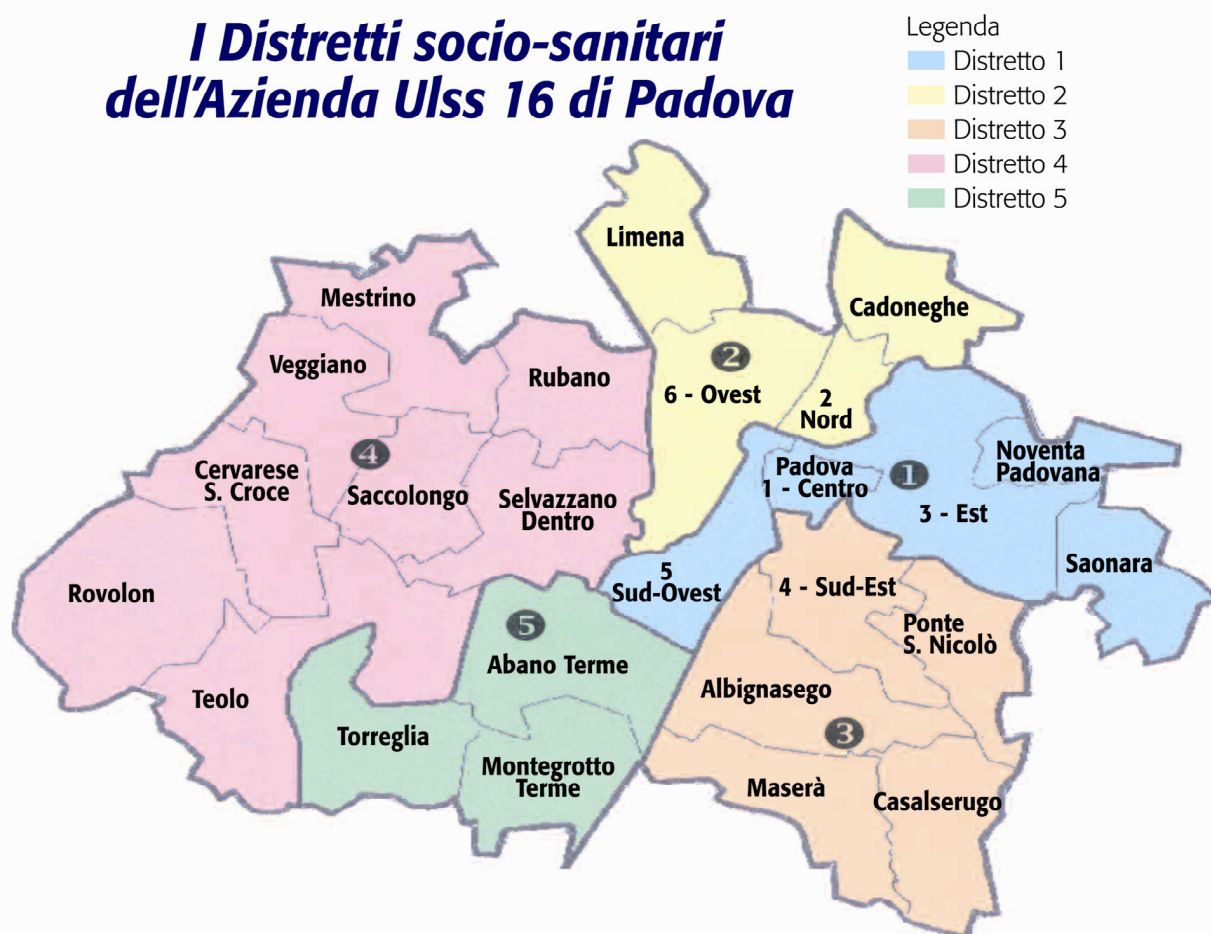 I Distretti socio-sanitari
dell'Azienda Ulss 16 di Padova
Legenda
Distretto 1
Distretto 2
Distretto 3
Distretto 4
Distretto 5
Limena
Mestrino
Cadoneghe
Veggiano
Rubano
2
6 - Ovest
2
Nord
4
Cervarese
S. Croce
Saccolongo
Selvazzano
Dentro
Padova
1 - Centro
1
3 - Est
Noventa
Padovana
Saonara
Rovolon
5
Sud-Ovest
4 - Sud-Est
Ponte
S. Nicolò
5
Abano Terme
Teolo
Albignasego
Torreglia
3
Montegrotto
Terme
Maserà
Casalserugo